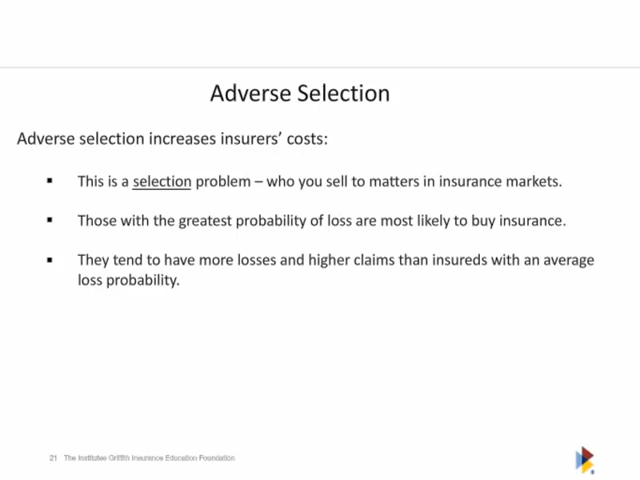 Adverse Selection
Adverse selection increases insurers' costs:
▪ This is a selection problem – who you sell to matters in insurance markets.
▪ Those with the greatest probability of loss are most likely to buy insurance.
▪ They tend to have more losses and higher claims than insureds with an average
loss probability.
21 The Institutes Griffith Insurance Education Foundation